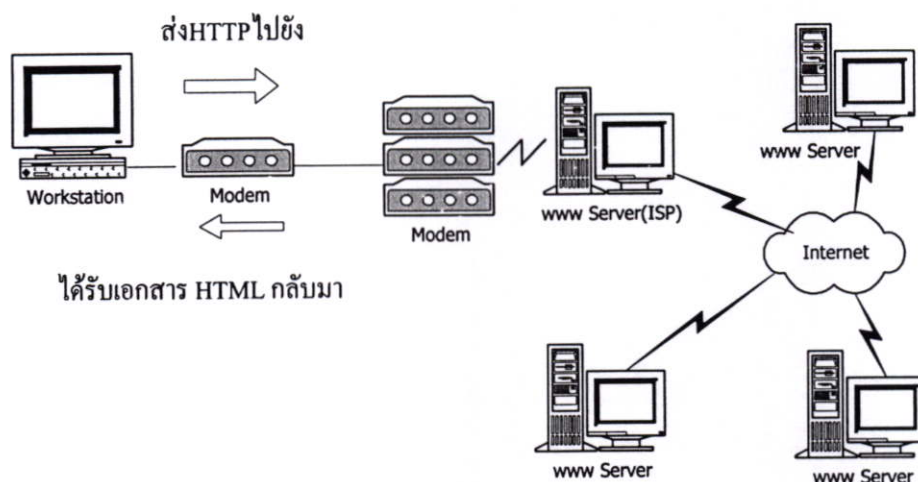 ส่งHTTPไปยัง
Workstation
Modem
Modem
www Server(ISP)
www Server
Internet
ได้รับเอกสาร HTML กลับมา
www Server
www Server